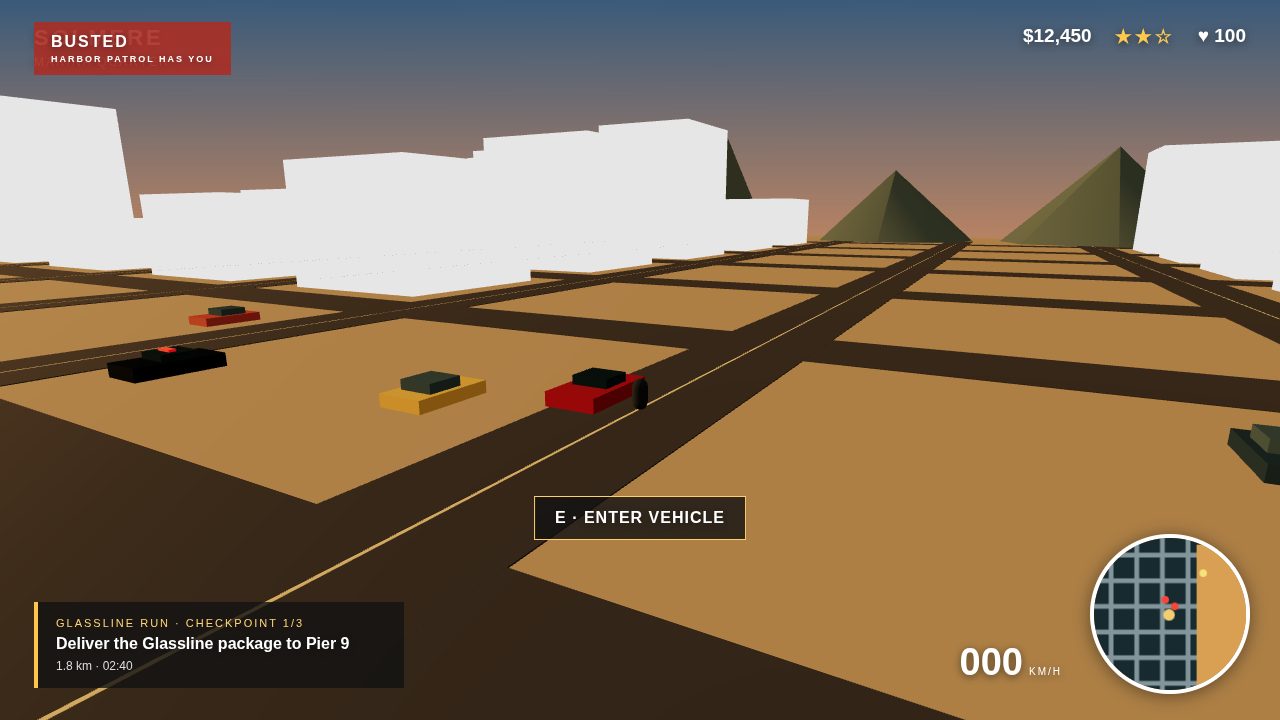 BUSTED
HARBOR PATROL HAS YOU
$12,450 ★★☆ ♥ 100
E · ENTER VEHICLE
GLASSLINE RUN · CHECKPOINT 1/3
Deliver the Glassline package to Pier 9
1.8 km · 02:40
000 KM/H